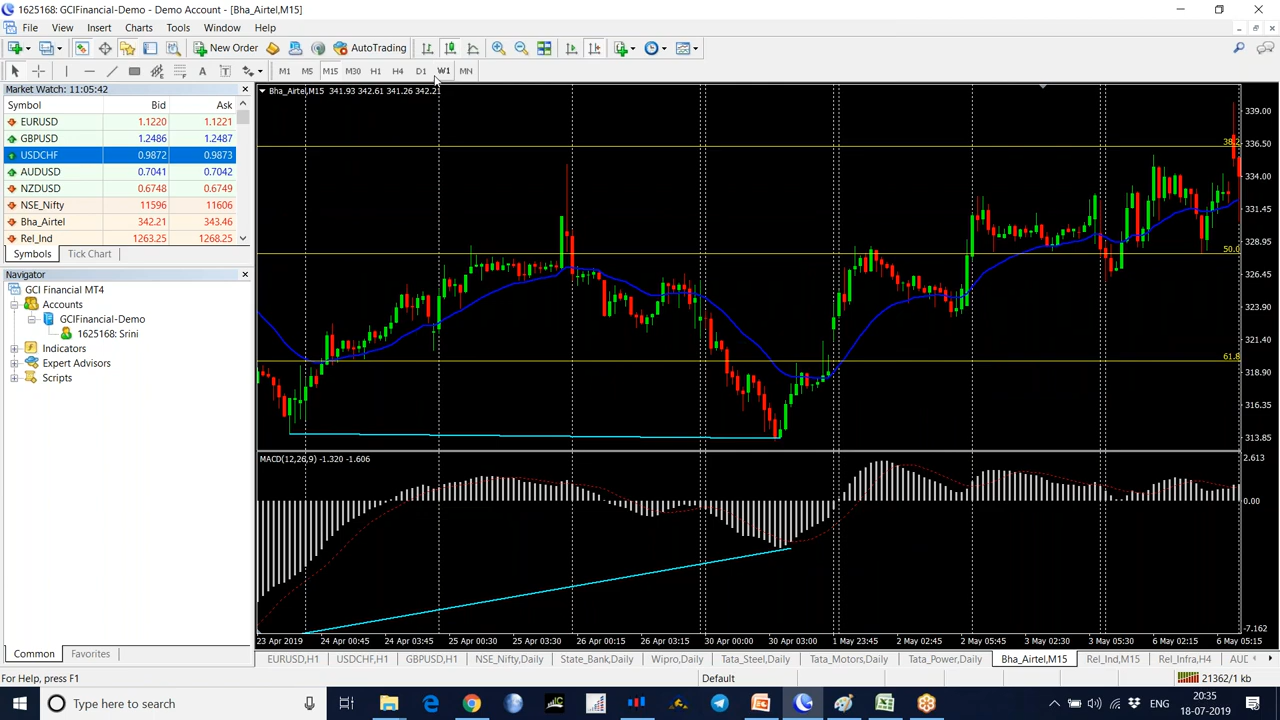 1625168: GCIFinancial-Demo - Demo Account - [Bha_Airtel,M15]
File View Insert Charts Tools Window Help
New Order AutoTrading
A T M1 M5 M15 M30 H1 H4 D1 W1 MN
Market Watch: 11:05:42
Symbol Bid Ask
EURUSD 1.1220 1.1221
GBPUSD 1.2486 1.2487
USDCHF 0.9872 0.9873
AUDUSD 0.7041 0.7042
NZDUSD 0.6748 0.6749
NSE_Nifty 11596 11606
Bha_Airtel 342.21 343.46
Rel_Ind 1263.25 1268.25
Symbols Tick Chart
Navigator
GCI Financial MT4
Accounts
GCIFinancial-Demo
1625168: Srini
Indicators
Expert Advisors
Scripts
Common Favorites
Bha_Airtel,M15 341.93 342.61 341.26 342.21
38.2
50.0
61.8
339.00
336.50
334.00
331.45
328.95
326.45
323.90
321.40
318.90
316.35
313.85
MACD(12,26,9) -1.320 -1.606
2.613
0.00
-7.162
23 Apr 2019 24 Apr 00:45 24 Apr 03:45 25 Apr 00:30 25 Apr 03:30 26 Apr 00:15 26 Apr 03:15 30 Apr 00:00 30 Apr 03:00 1 May 23:45 2 May 02:45 2 May 05:45 3 May 02:30 3 May 05:30 6 May 02:15 6 May 05:15
EURUSD,H1 USDCHF,H1 GBPUSD,H1 NSE_Nifty,Daily State_Bank,Daily Wipro,Daily Tata_Steel,Daily Tata_Motors,Daily Tata_Power,Daily Bha_Airtel,M15 Rel_Ind,M15 Rel_Infra,H4 AUD
For Help, press F1 Default 21362/1 kb
Type here to search
ENG
20:35
18-07-2019